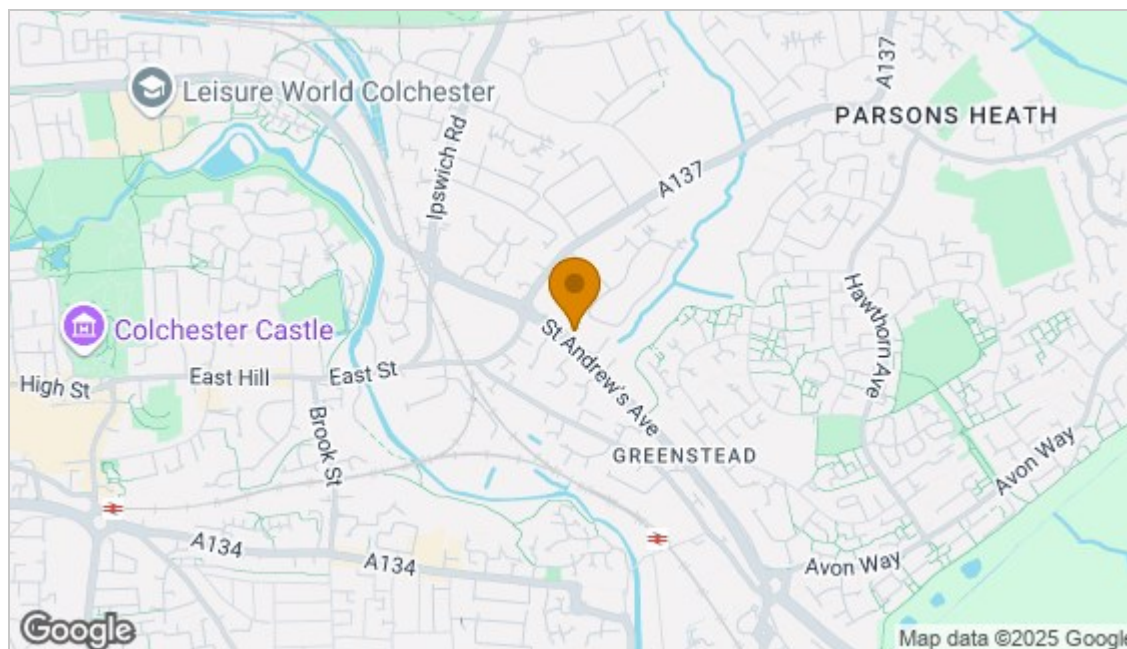 A137
Leisure World Colchester
PARSONS HEATH
Ipswich Rd
A137
Hawthorn Ave
Colchester Castle
St Andrew's Ave
High St
East Hill
East St
Brook St
GREENSTEAD
Avon Way
A134
A134
Avon Way
Google
Map data ©2025 Google